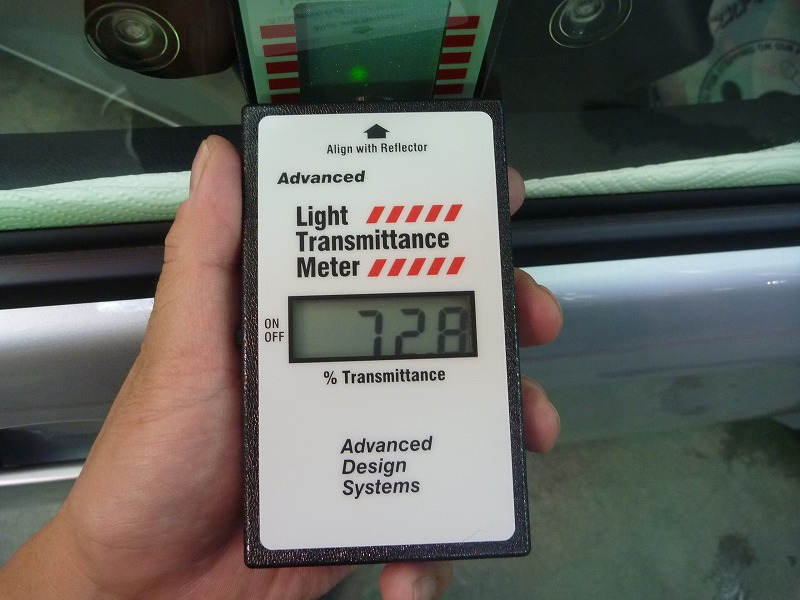 Align with Reflector
Advanced
Light
Transmittance
Meter
ON
OFF
72.8
% Transmittance
Advanced
Design
Systems